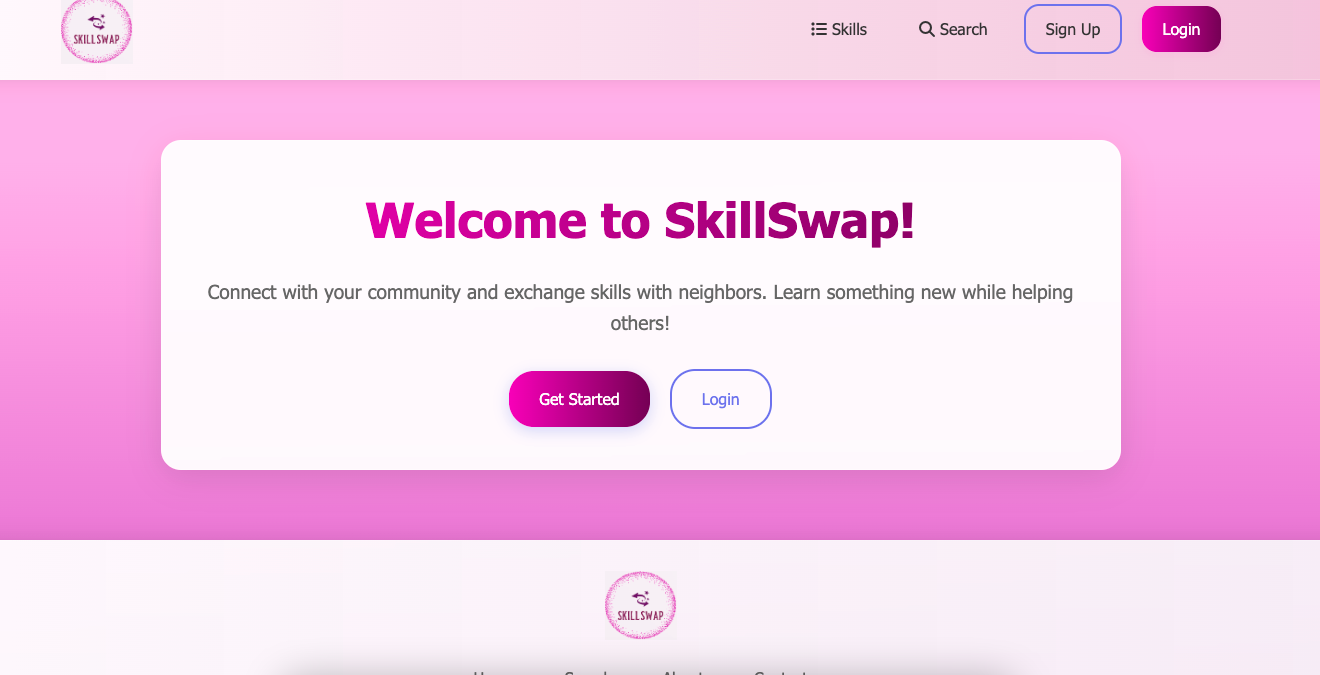 SKILLSWAP
Skills
Search
Sign Up
Login
Welcome to SkillSwap!
Connect with your community and exchange skills with neighbors. Learn something new while helping
others!
Get Started
Login
SKILLSWAP